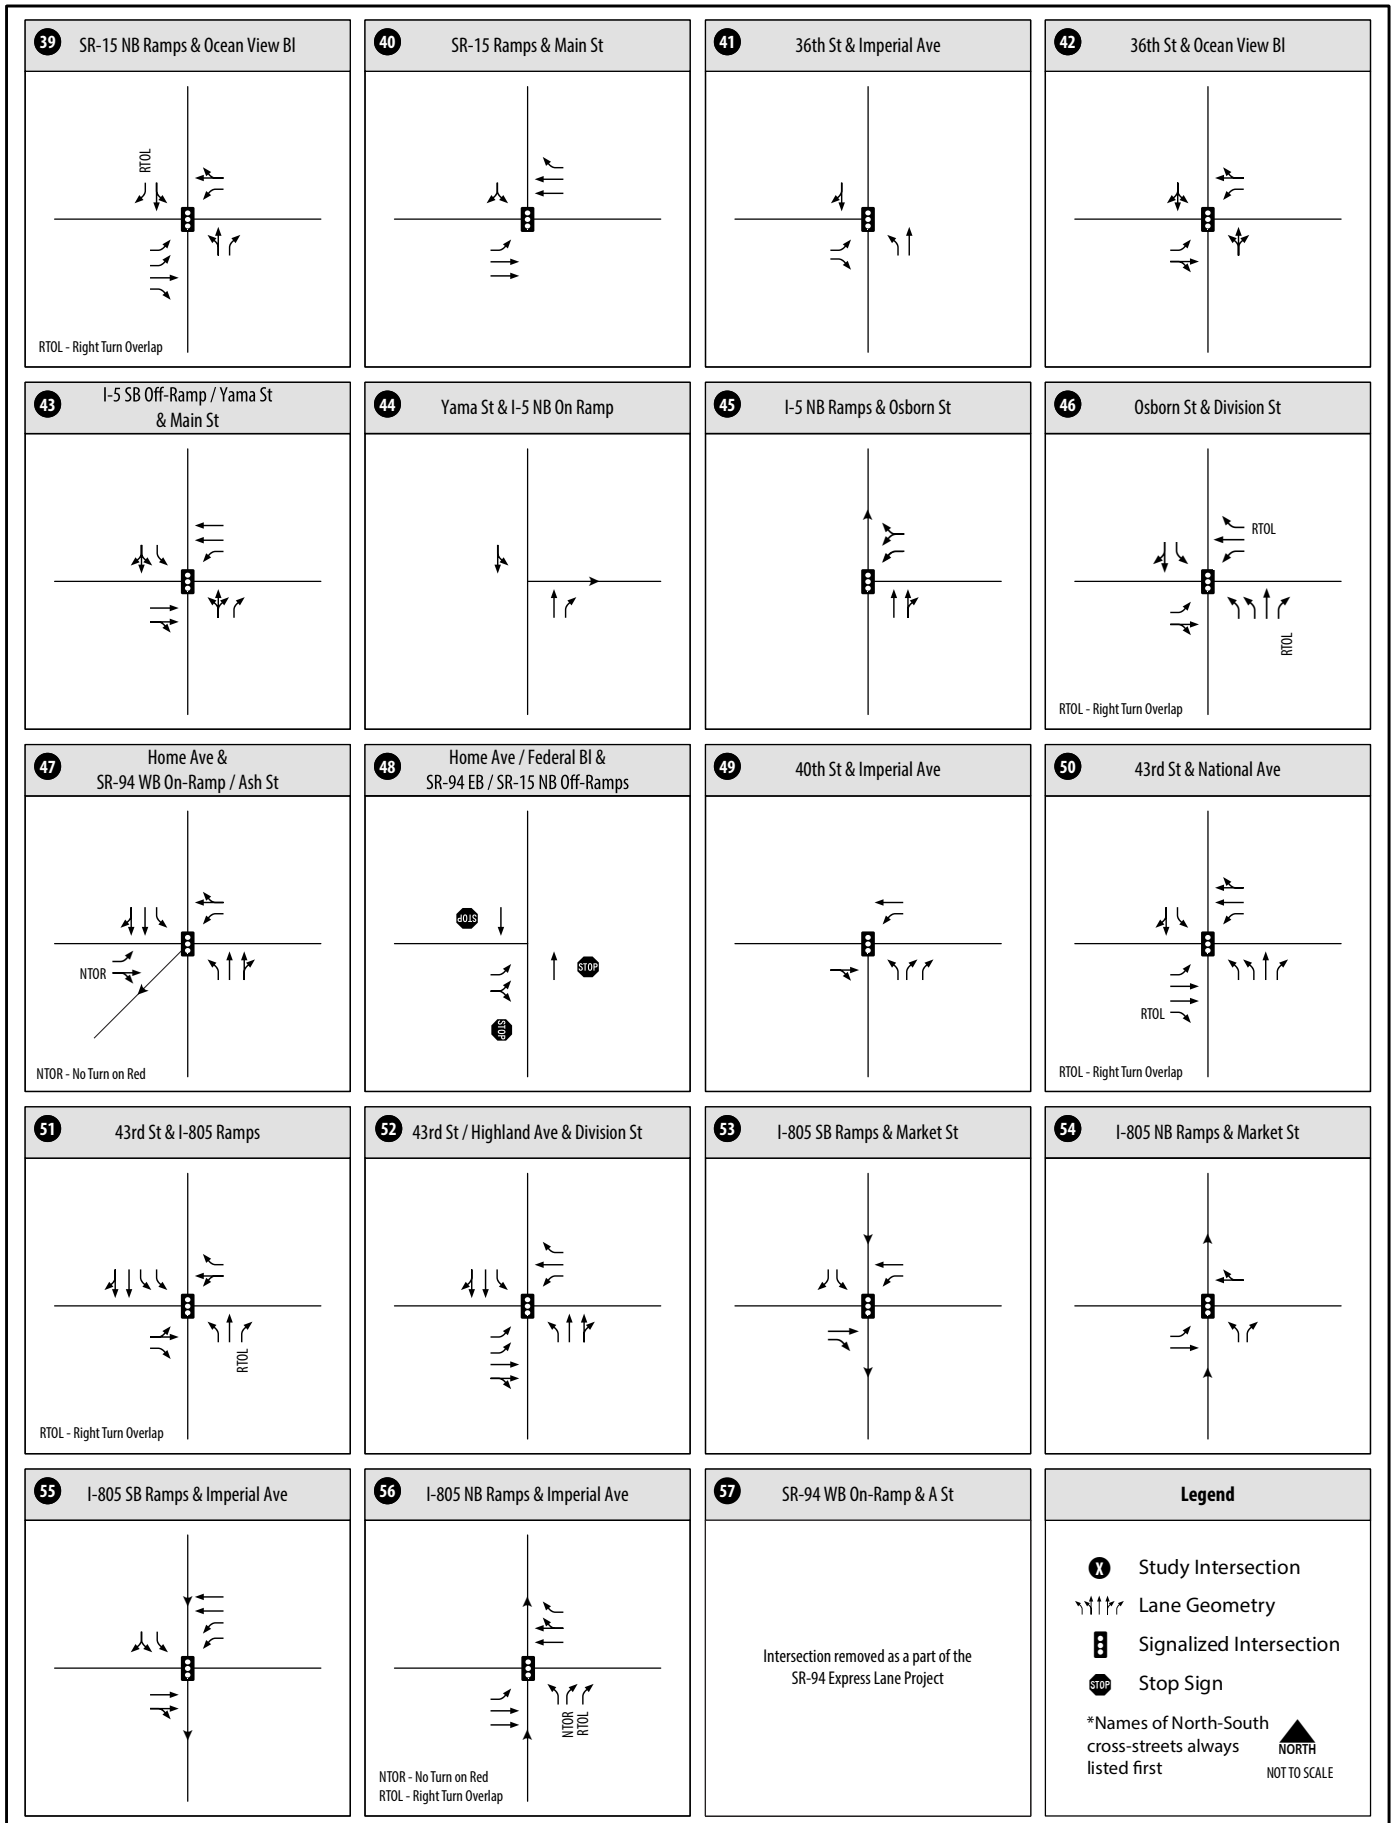 39 SR-15 NB Ramps & Ocean View Bl
RTOL
RTOL - Right Turn Overlap
40 SR-15 Ramps & Main St
41 36th St & Imperial Ave
42 36th St & Ocean View Bl
43 I-5 SB Off-Ramp / Yama St
& Main St
44 Yama St & I-5 NB On Ramp
45 I-5 NB Ramps & Osborn St
46 Osborn St & Division St
RTOL
RTOL
RTOL - Right Turn Overlap
47 Home Ave &
SR-94 WB On-Ramp / Ash St
NTOR
NTOR - No Turn on Red
48 Home Ave / Federal Bl &
SR-94 EB / SR-15 NB Off-Ramps
STOP
STOP
STOP
49 40th St & Imperial Ave
50 43rd St & National Ave
RTOL
RTOL - Right Turn Overlap
51 43rd St & I-805 Ramps
RTOL
RTOL - Right Turn Overlap
52 43rd St / Highland Ave & Division St
53 I-805 SB Ramps & Market St
54 I-805 NB Ramps & Market St
55 I-805 SB Ramps & Imperial Ave
56 I-805 NB Ramps & Imperial Ave
NTOR
RTOL
NTOR - No Turn on Red
RTOL - Right Turn Overlap
57 SR-94 WB On-Ramp & A St
Intersection removed as a part of the
SR-94 Express Lane Project
Legend
X Study Intersection
Lane Geometry
Signalized Intersection
STOP Stop Sign
*Names of North-South
cross-streets always
listed first
NORTH
NOT TO SCALE